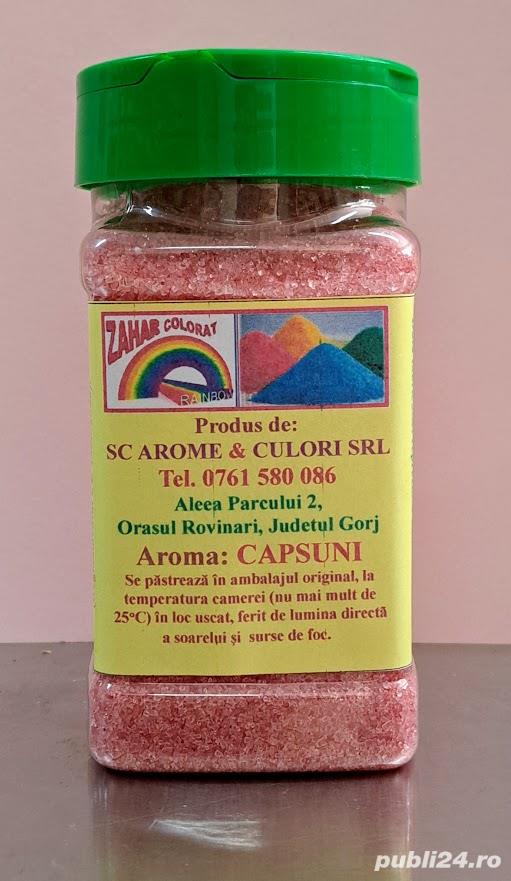 ZAHAR COLORAT
RAINBOW
Produs de:
SC AROME & CULORI SRL
Tel. 0761 580 086
Aleea Parcului 2,
Orasul Rovinari, Judetul Gorj
Aroma: CAPSUNI
Se păstrează în ambalajul original, la
temperatura camerei (nu mai mult de
25°C) în loc uscat, ferit de lumina directă
a soarelui și surse de foc.
publi24.ro